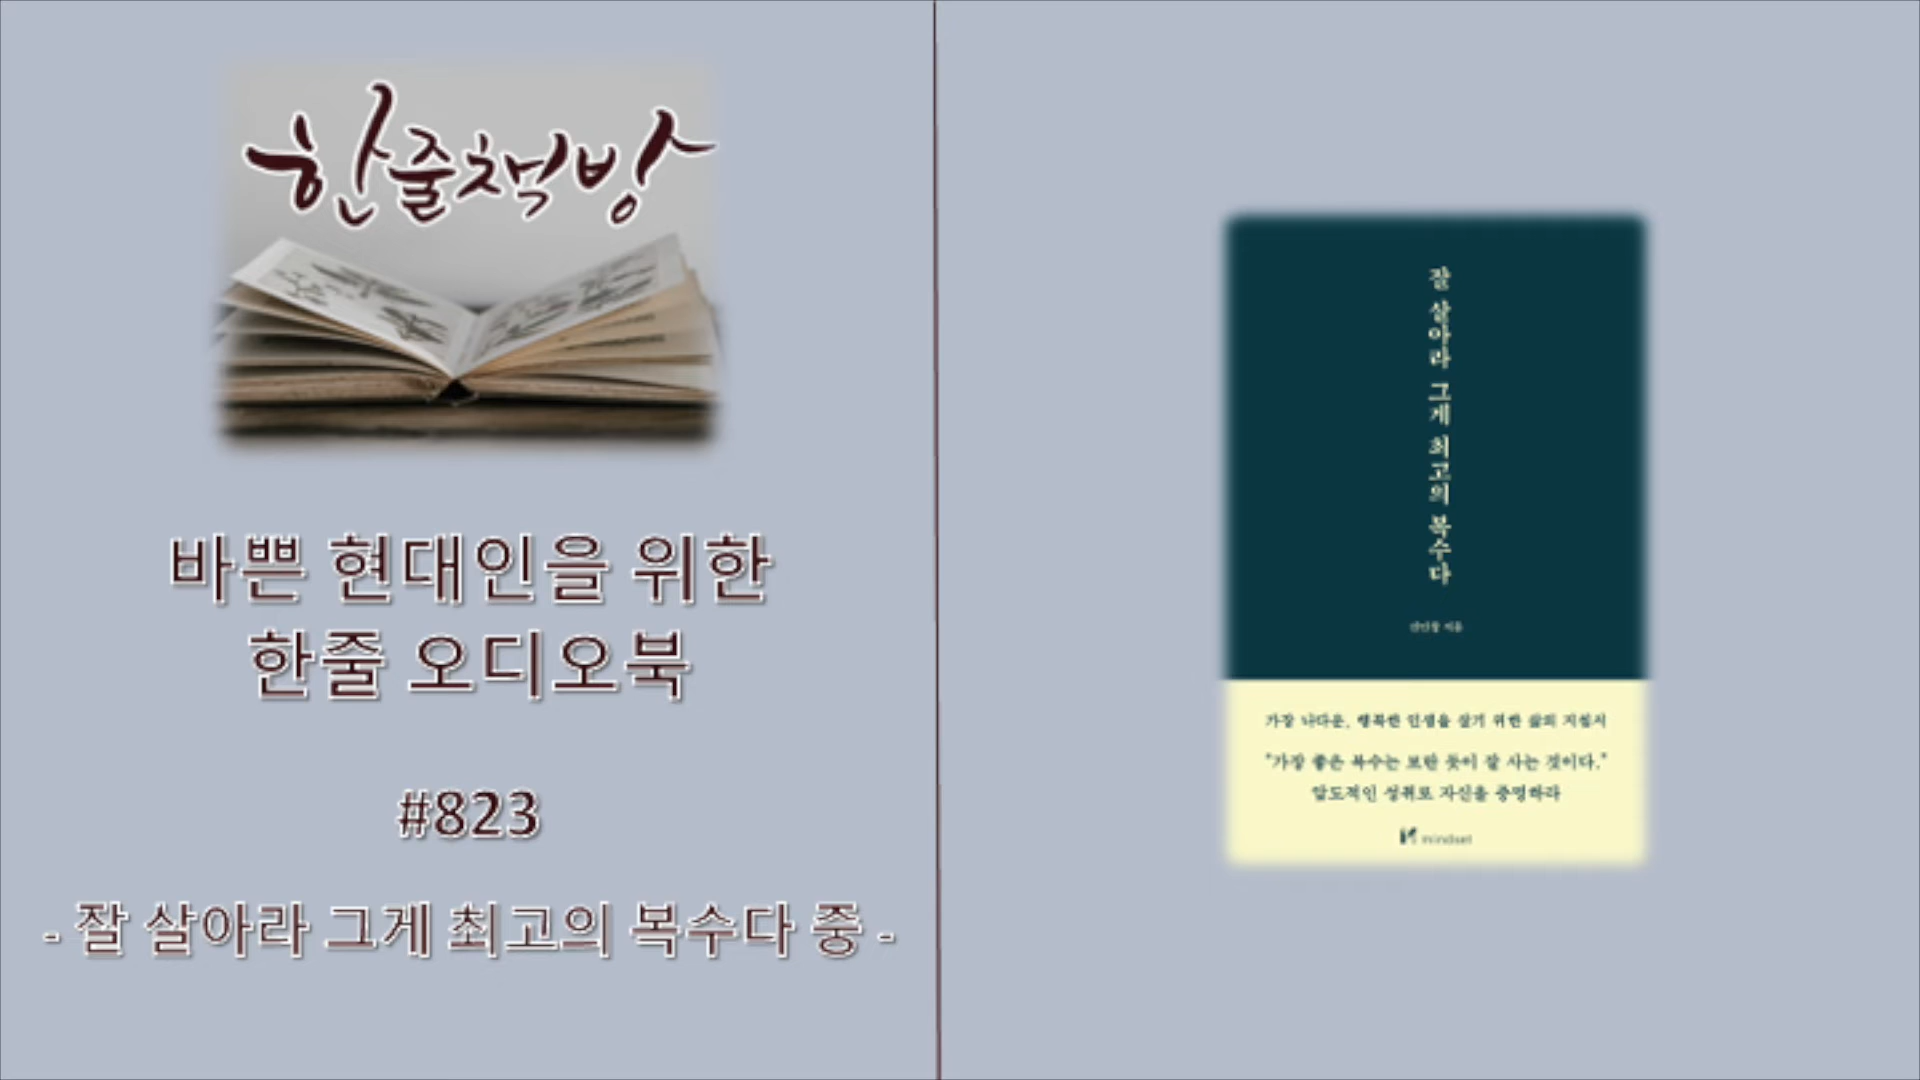 한줄책방
바쁜 현대인을 위한
한줄 오디오북
#823
- 잘 살아라 그게 최고의 복수다 중 -
잘 살아라 그게 최고의 복수다
지음
가장 나다운, 행복한 인생을 살기 위한 삶의 지침서
"가장 좋은 복수는 보란 듯이 잘 사는 것이다."
압도적인 성취로 자신을 증명하라
mindset